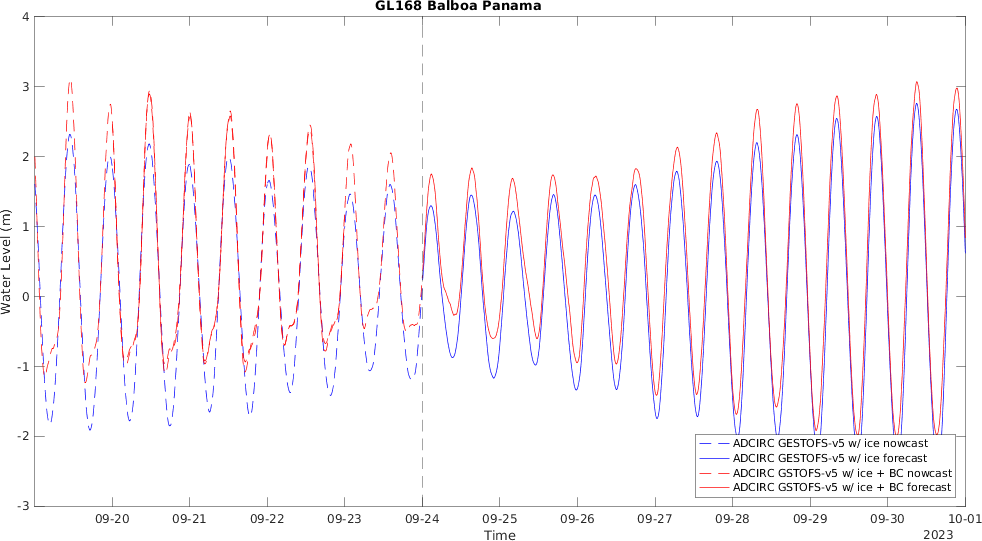 GL168 Balboa Panama
Water Level (m)
4
3
2
1
0
-1
-2
-3
ADCIRC GESTOFS-v5 w/ ice nowcast
ADCIRC GESTOFS-v5 w/ ice forecast
ADCIRC GSTOFS-v5 w/ ice + BC nowcast
ADCIRC GSTOFS-v5 w/ ice + BC forecast
09-20 09-21 09-22 09-23 09-24 09-25 09-26 09-27 09-28 09-29 09-30 10-01
Time
2023